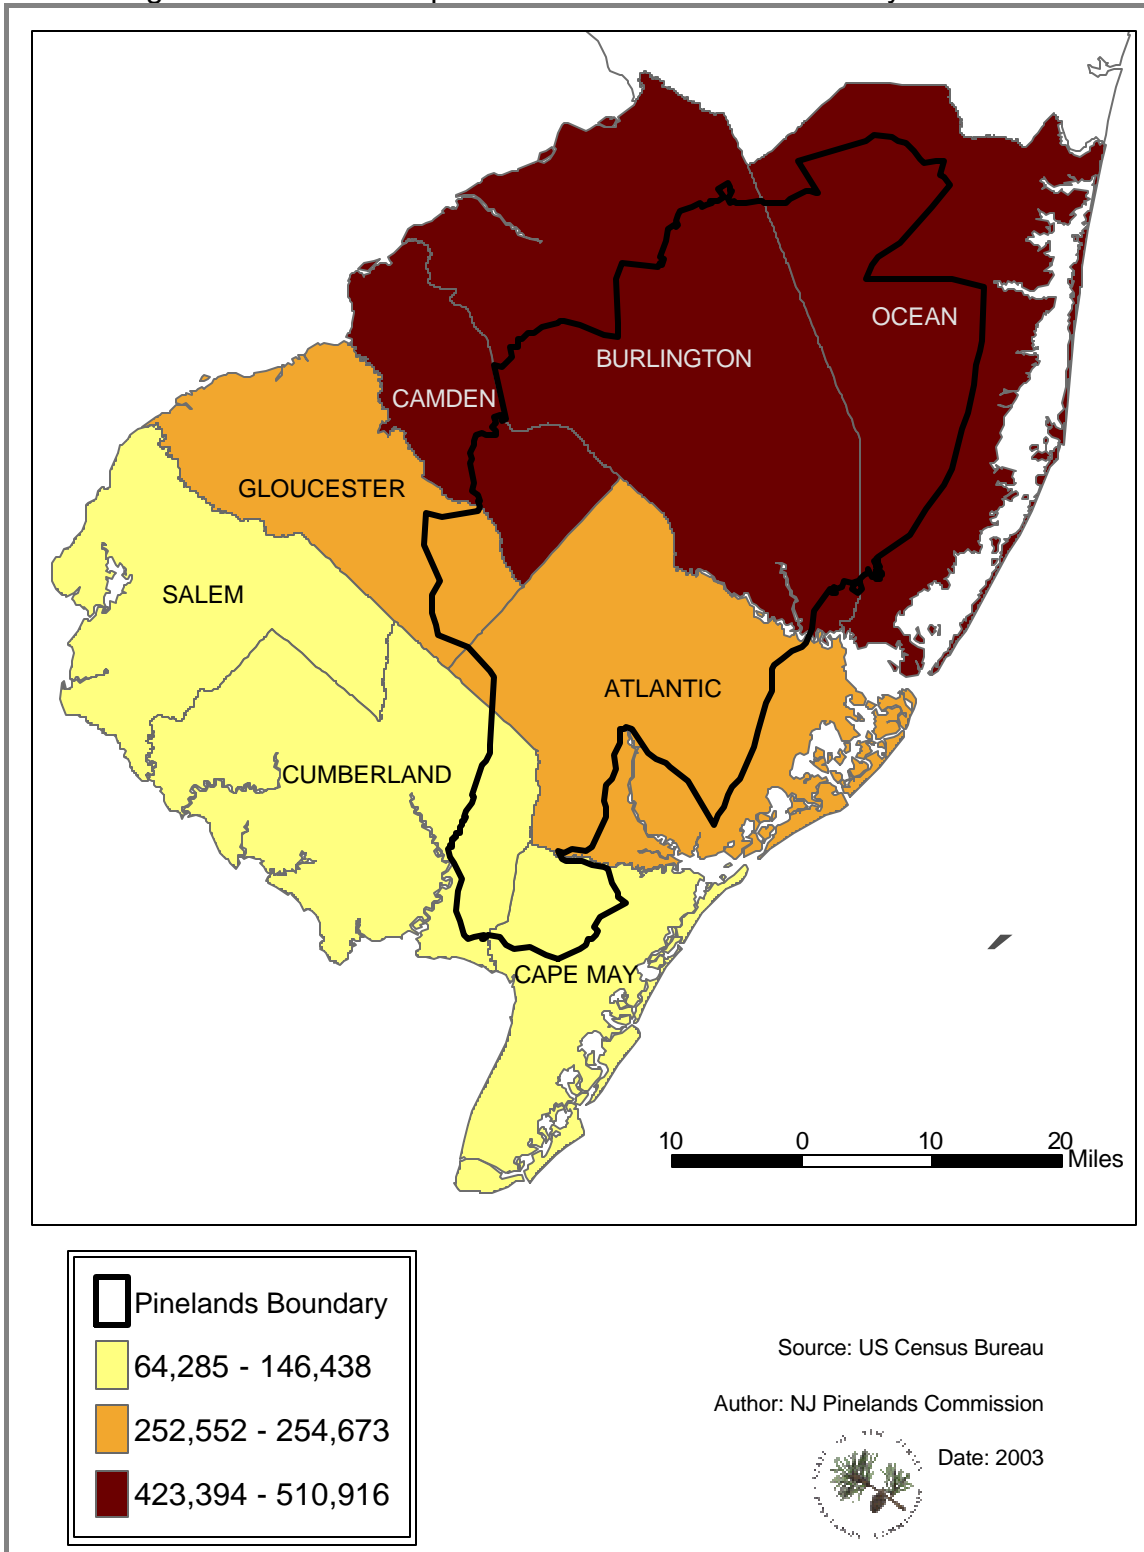 OCEAN
BURLINGTON
CAMDEN
GLOUCESTER
SALEM
ATLANTIC
CUMBERLAND
CAPE MAY
10 0 10 20
Miles
Pinelands Boundary
64,285 - 146,438
252,552 - 254,673
423,394 - 510,916
Source: US Census Bureau
Author: NJ Pinelands Commission
Date: 2003